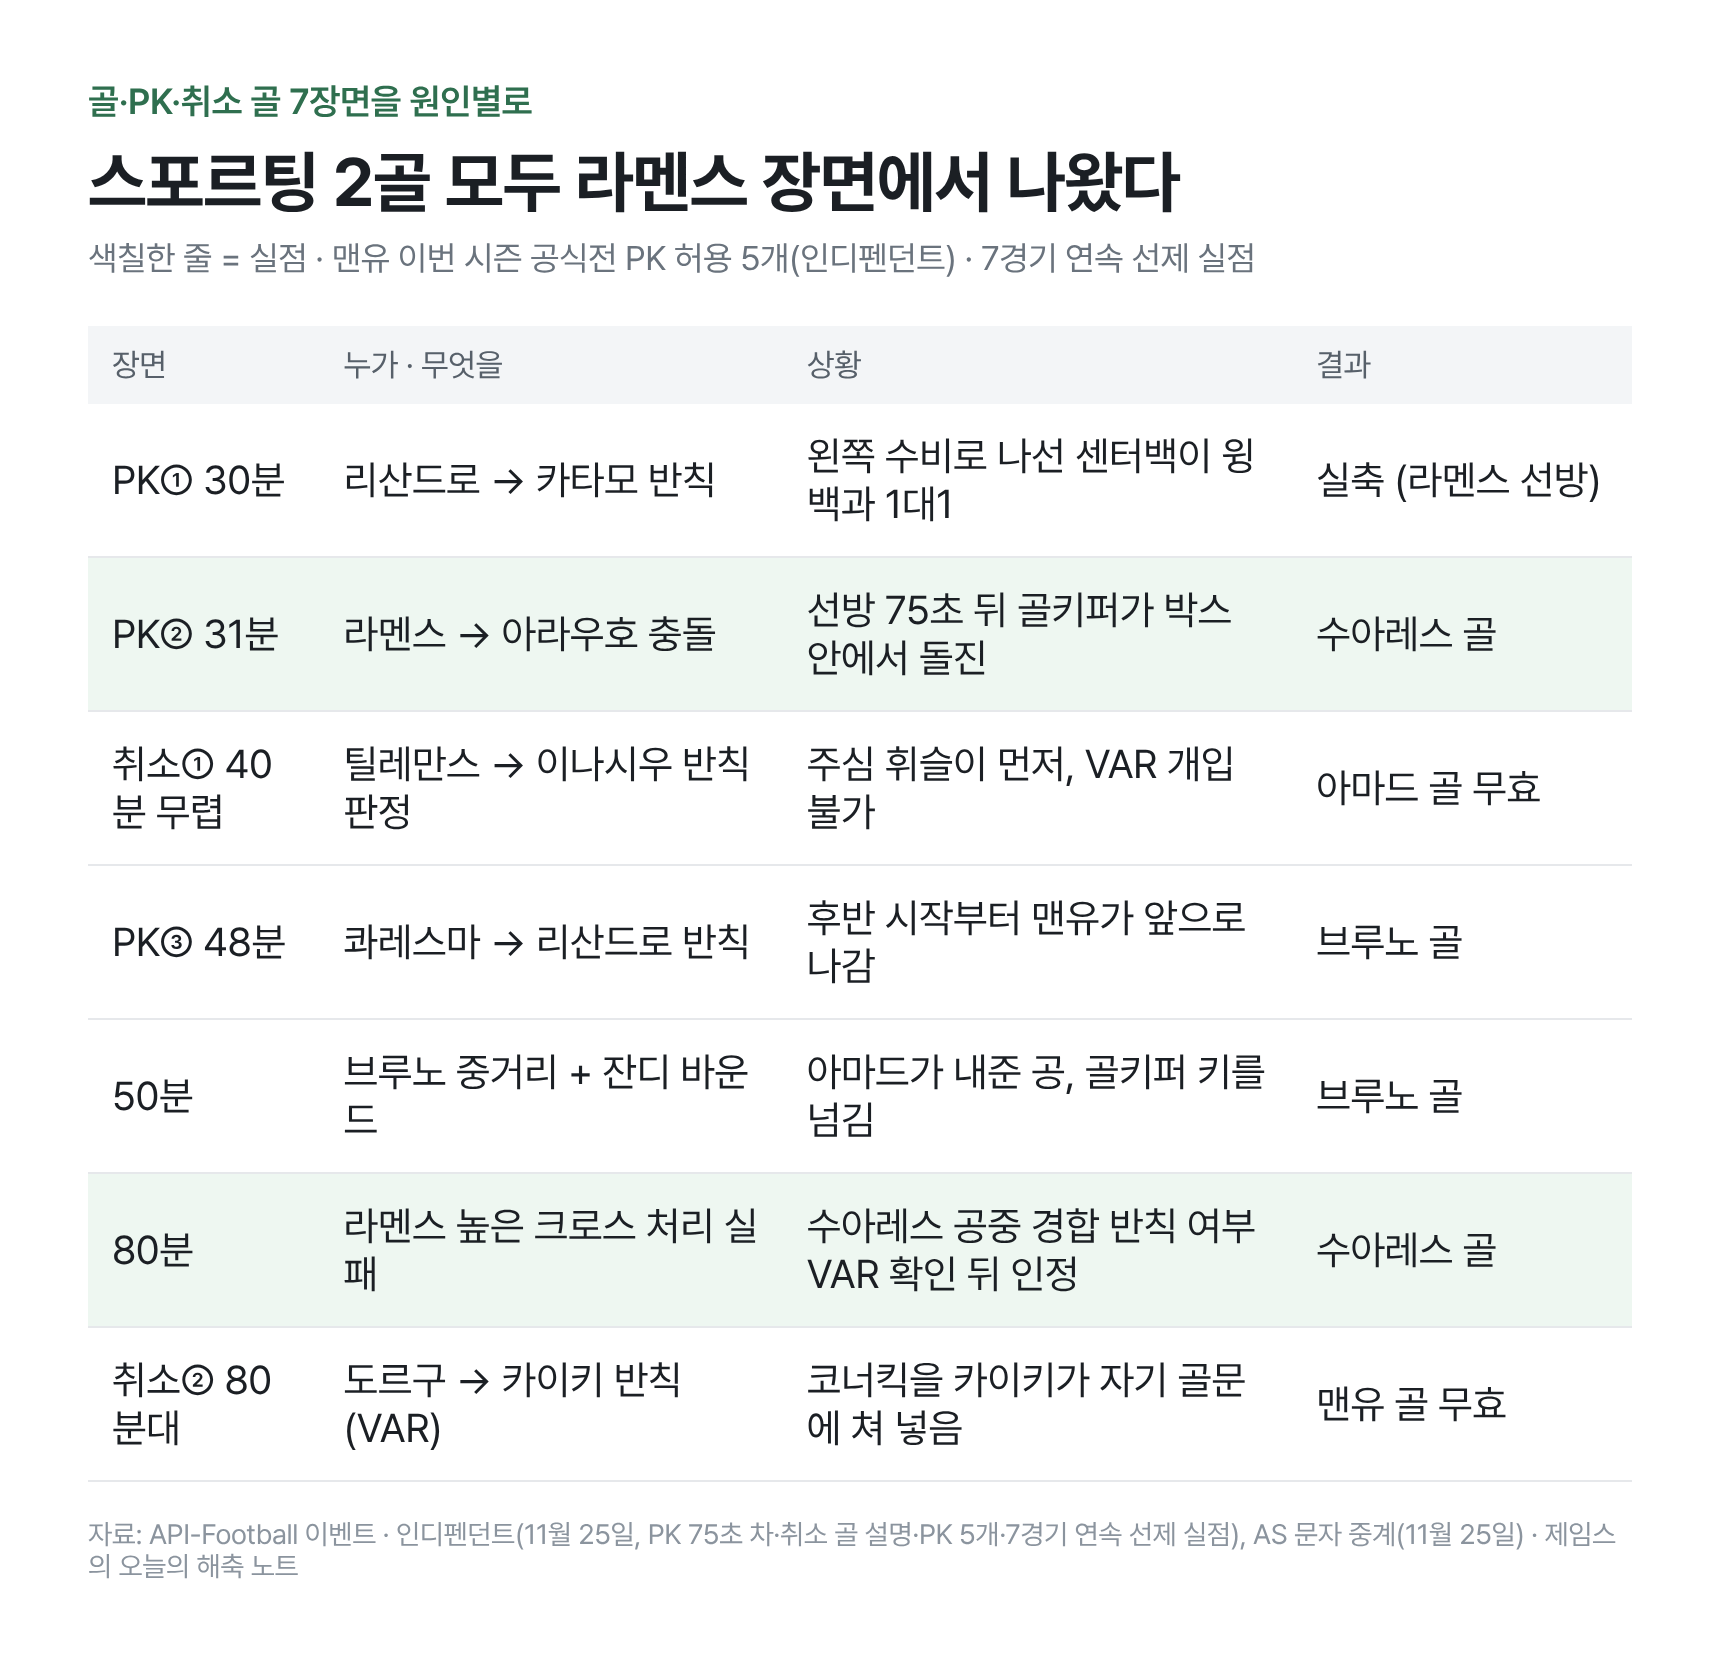 골·PK·취소 골 7장면을 원인별로
스포르팅 2골 모두 라멘스 장면에서 나왔다
색칠한 줄 = 실점 · 맨유 이번 시즌 공식전 PK 허용 5개(인디펜던트) · 7경기 연속 선제 실점
장면 누가 · 무엇을 상황 결과
PK① 30분 리산드로 → 카타모 반칙 왼쪽 수비로 나선 센터백이 윙
백과 1대1 실축 (라멘스 선방)
PK② 31분 라멘스 → 아라우호 충돌 선방 75초 뒤 골키퍼가 박스
안에서 돌진 수아레스 골
취소① 40
분 무렵 틸레만스 → 이나시우 반칙
판정 주심 휘슬이 먼저, VAR 개입
불가 아마드 골 무효
PK③ 48분 콰레스마 → 리산드로 반칙 후반 시작부터 맨유가 앞으로
나감 브루노 골
50분 브루노 중거리 + 잔디 바운
드 아마드가 내준 공, 골키퍼 키를
넘김 브루노 골
80분 라멘스 높은 크로스 처리 실
패 수아레스 공중 경합 반칙 여부
VAR 확인 뒤 인정 수아레스 골
취소② 80
분대 도르구 → 카이키 반칙
(VAR) 코너킥을 카이키가 자기 골문
에 쳐 넣음 맨유 골 무효
자료: API-Football 이벤트 · 인디펜던트(11월 25일, PK 75초 차·취소 골 설명·PK 5개·7경기 연속 선제 실점), AS 문자 중계(11월 25일) · 제임스
의 오늘의 해축 노트